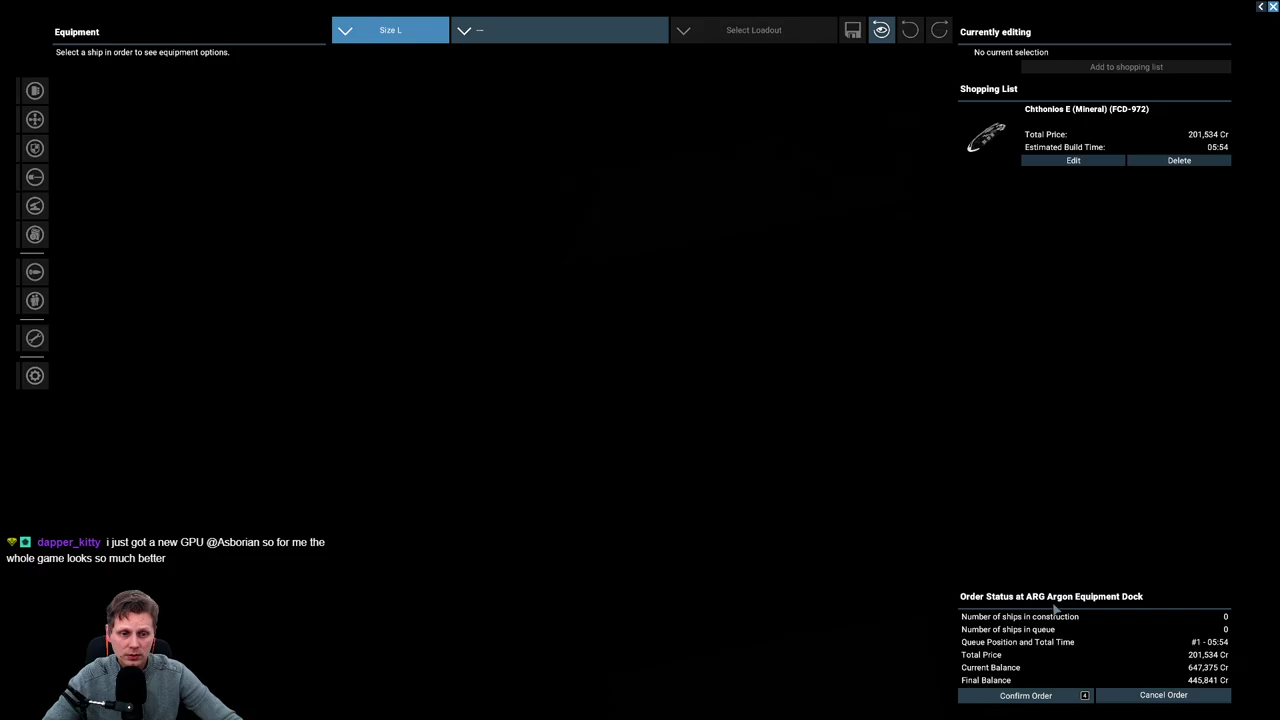 Equipment
Select a ship in order to see equipment options.
Size L
---
Select Loadout
Currently editing
No current selection
Add to shopping list
Shopping List
Chthonios E (Mineral) (FCD-972)
Total Price: 201,534 Cr
Estimated Build Time: 05:54
Edit Delete
dapper_kitty i just got a new GPU @Asborian so for me the
whole game looks so much better
Order Status at ARG Argon Equipment Dock
Number of ships in construction 0
Number of ships in queue 0
Queue Position and Total Time #1 - 05:54
Total Price 201,534 Cr
Current Balance 647,375 Cr
Final Balance 445,841 Cr
Confirm Order 4 Cancel Order